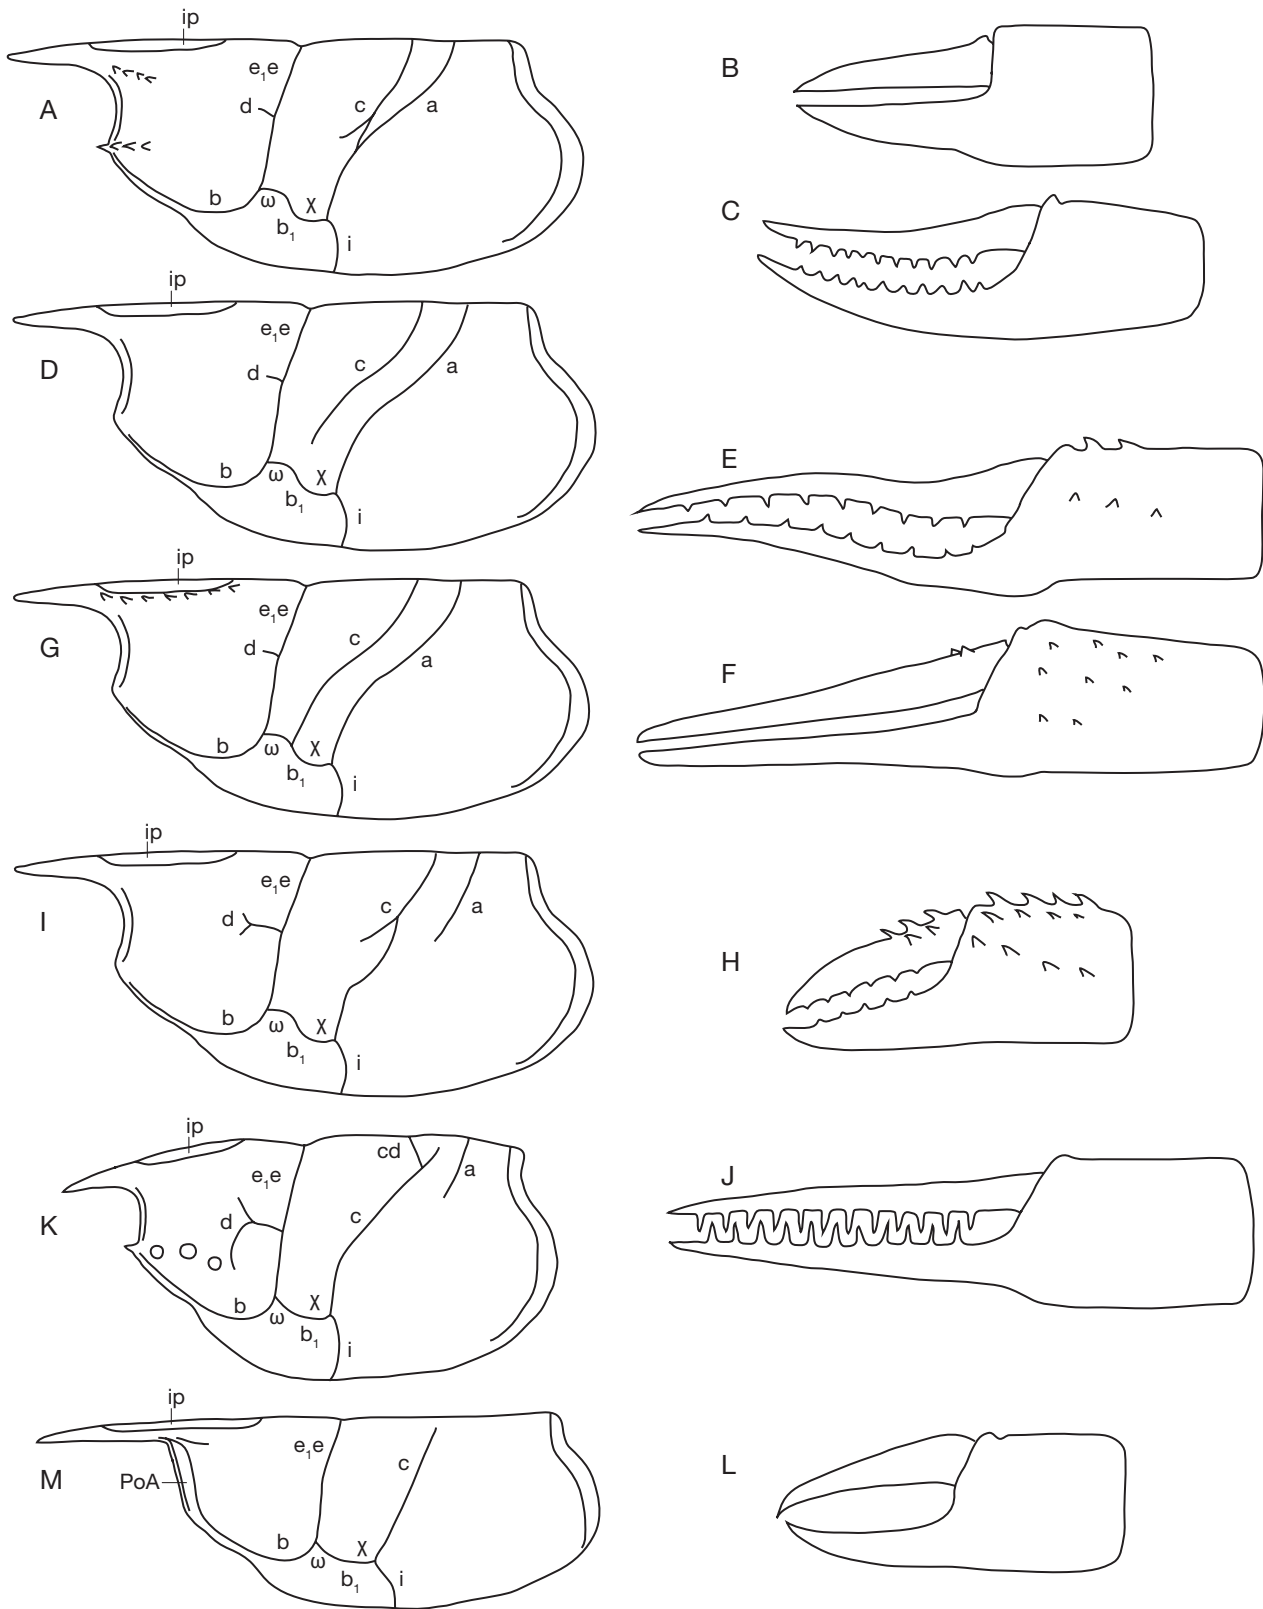 ip
A
e₁e
d
c
a
b
ω
χ
b₁
i
B
C
ip
D
e₁e
d
c
a
b
ω
χ
b₁
i
E
ip
G
e₁e
d
c
a
b
ω
χ
b₁
i
F
ip
I
e₁e
d
c
a
b
ω
χ
b₁
i
H
ip
K
e₁e
d
cd
c
a
b
ω
χ
b₁
i
J
ip
M
e₁e
PoA
c
b
ω
χ
b₁
i
L